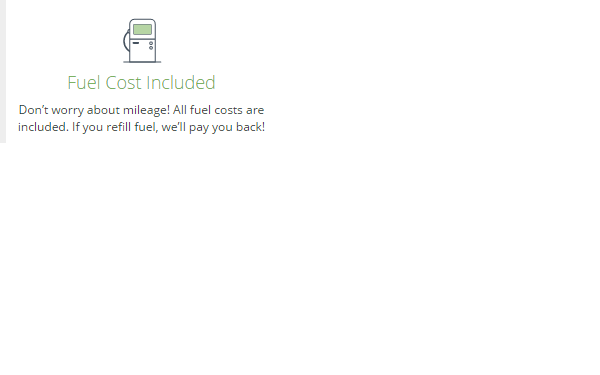 Fuel Cost Included
Don't worry about mileage! All fuel costs are
included. If you refill fuel, we'll pay you back!